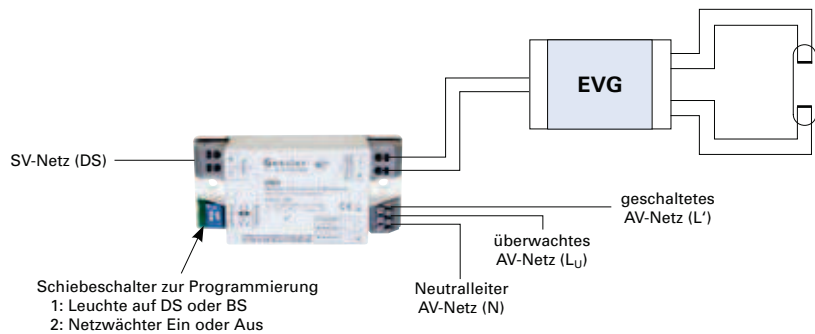 EVG
SV-Netz (DS)
geschaltetes
AV-Netz (L‘)
überwachtes
AV-Netz (LU)
Neutralleiter
AV-Netz (N)
Schiebeschalter zur Programmierung
1: Leuchte auf DS oder BS
2: Netzwächter Ein oder Aus